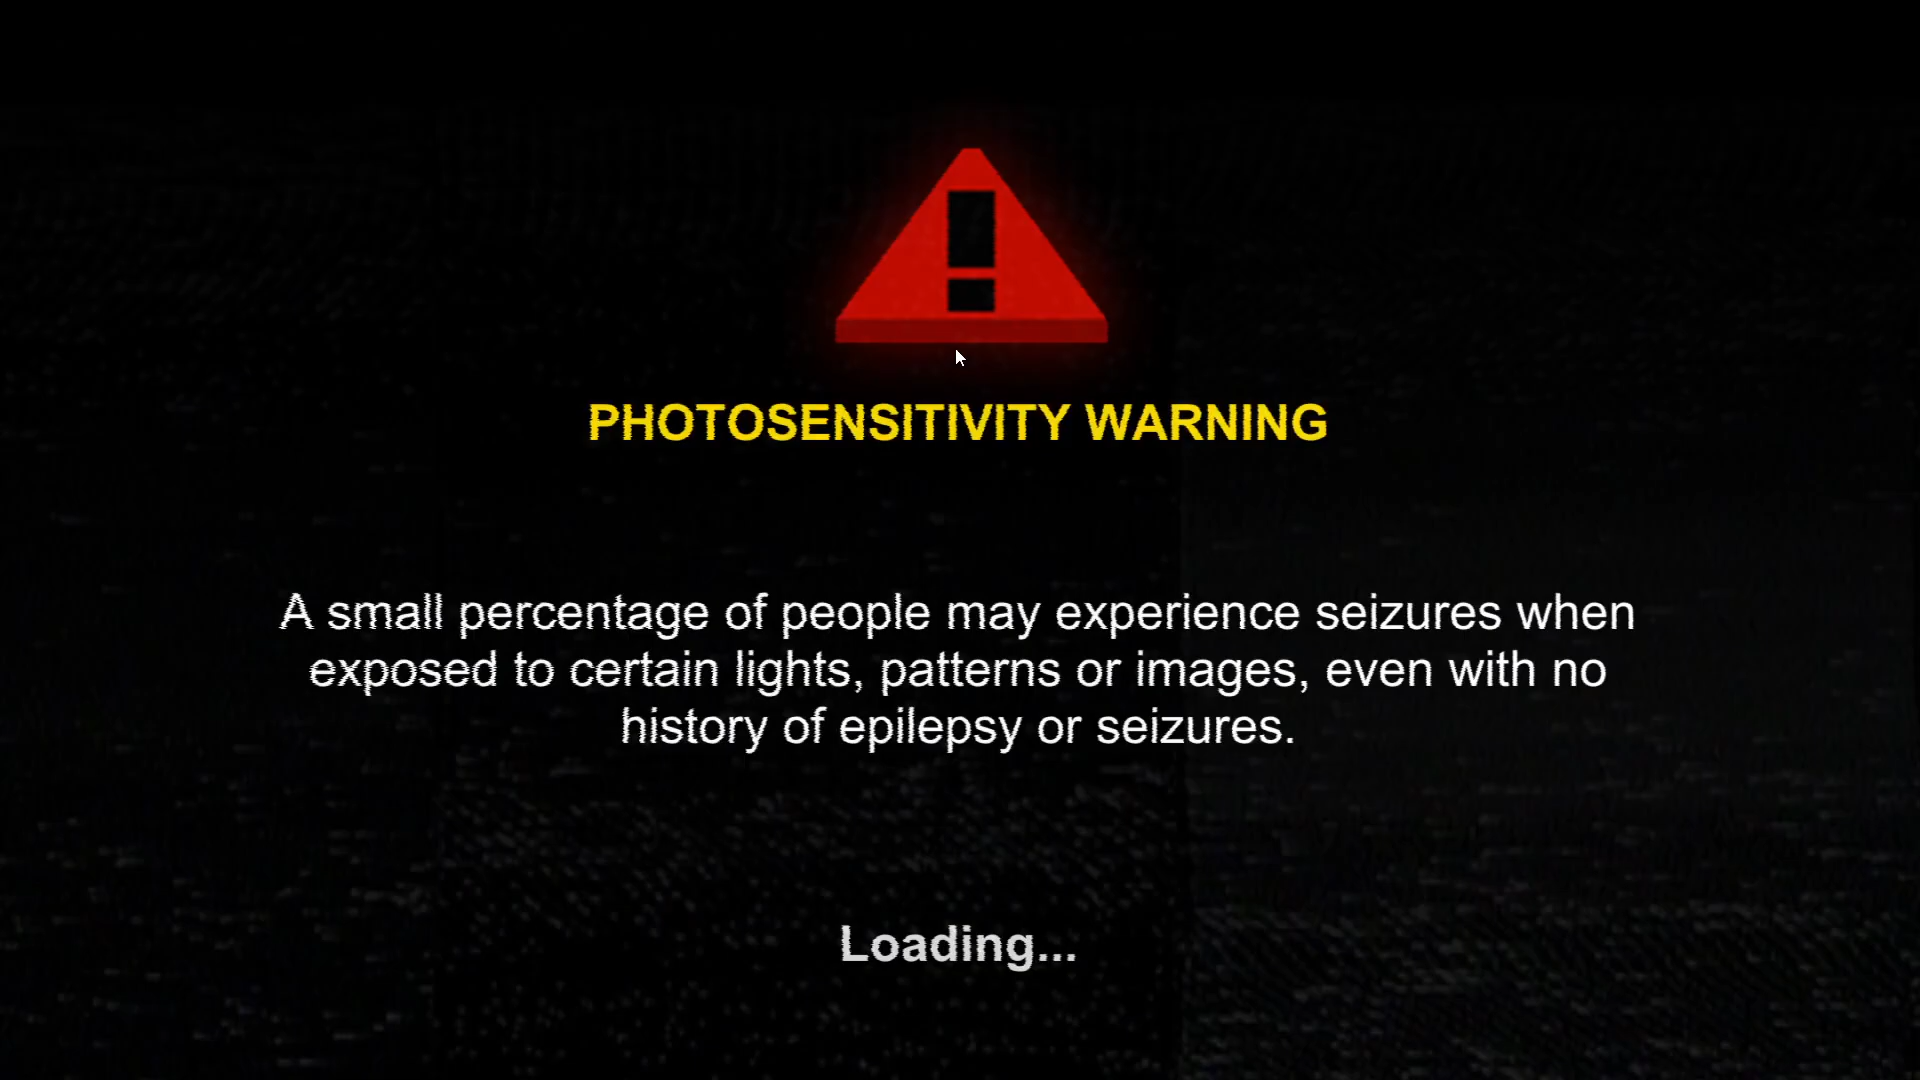 PHOTOSENSITIVITY WARNING
A small percentage of people may experience seizures when
exposed to certain lights, patterns or images, even with no
history of epilepsy or seizures.
Loading...